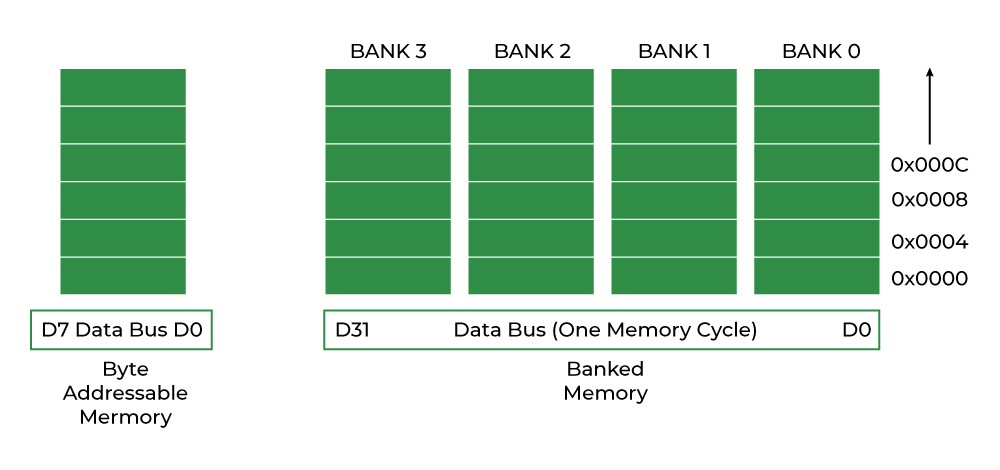 BANK 3
BANK 2
BANK 1
BANK 0
0x000C
0x0008
0x0004
0x0000
D7 Data Bus D0
D31
Data Bus (One Memory Cycle)
D0
Byte
Addressable
Mermory
Banked
Memory